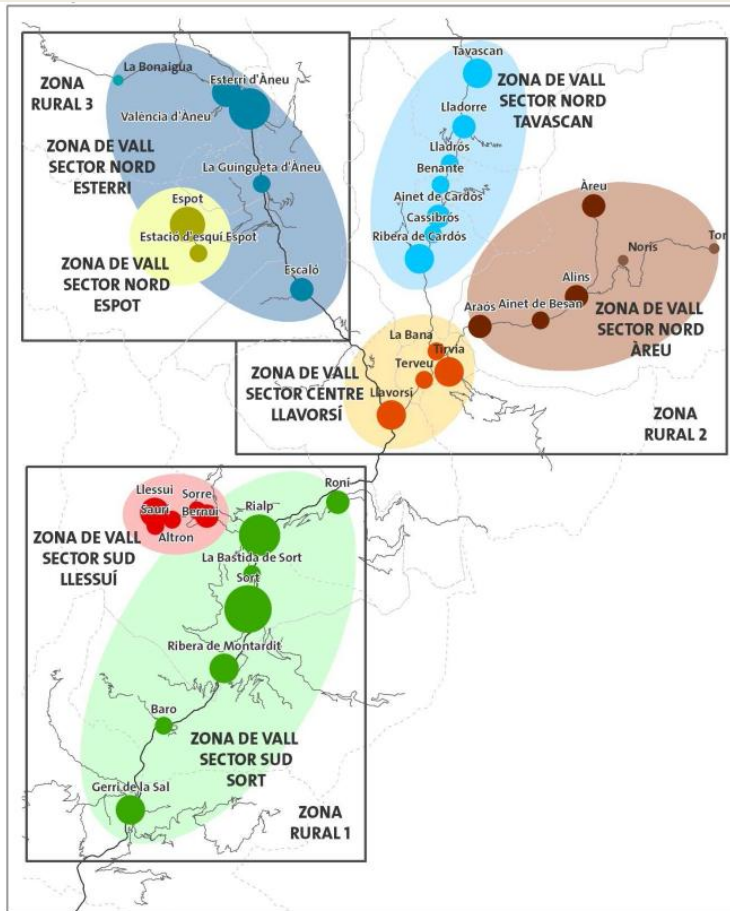 ZONA
RURAL 3
La Bonaigua
Esterri d'Àneu
València d'Àneu
ZONA DE VALL
SECTOR NORD
ESTERRI
La Guingueta d'Àneu
Espot
Estació d'esquí Espot
ZONA DE VALL
SECTOR NORD
ESPOT
Escaló
Tavascan
ZONA DE VALL
SECTOR NORD
TAVASCAN
Lladorre
Lladrós
Benante
Ainet de Cardós
Cassibrós
Ribera de Cardós
Àreu
Noris
Tor
Alins
Ainet de Besan
Araós
ZONA DE VALL
SECTOR NORD
ÀREU
La Bana
Tirvia
Terveu
Llavorsí
ZONA DE VALL
SECTOR CENTRE
LLAVORSÍ
ZONA
RURAL 2
Llessui
Sorre
Sauri
Bernui
Altron
ZONA DE VALL
SECTOR SUD
LLESSUÍ
Roní
Rialp
La Bastida de Sort
Sort
Ribera de Montardit
Baro
ZONA DE VALL
SECTOR SUD
SORT
Gerri de la Sal
ZONA
RURAL 1